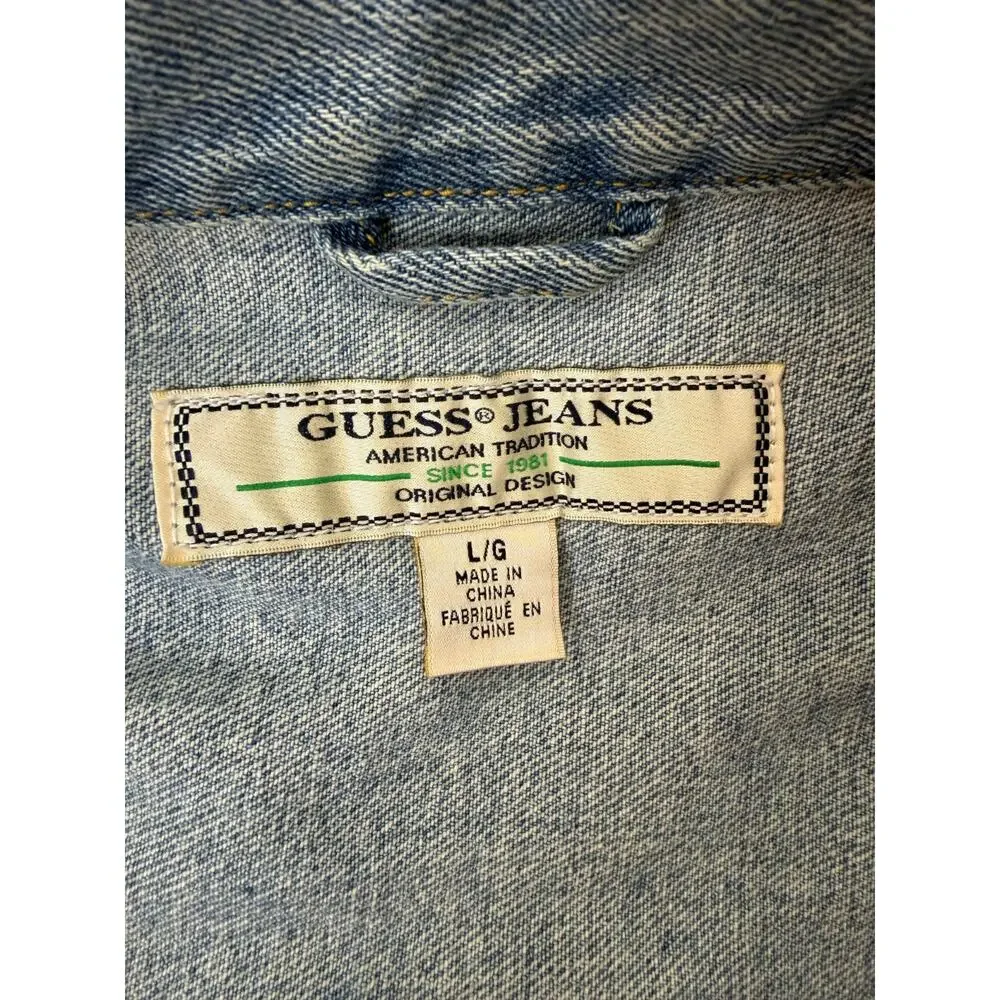 GUESS® JEANS
AMERICAN TRADITION
SINCE 1981
ORIGINAL DESIGN
L/G
MADE IN
CHINA
FABRIQUÉ EN
CHINE